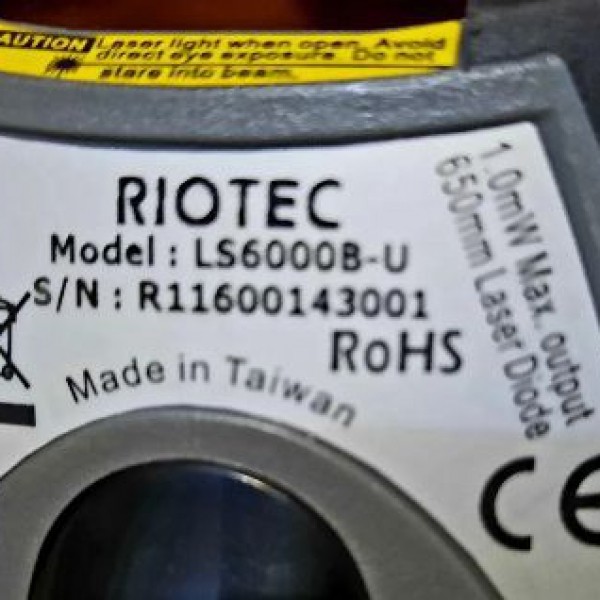 CAUTION Laser light when open. Avoid
direct eye exposure. Do not
stare into beam.
RIOTEC
Model : LS6000B-U
S/N : R11600143001
RoHS
Made in Taiwan
1.0mW Max. output
650mm Laser Diode
CE